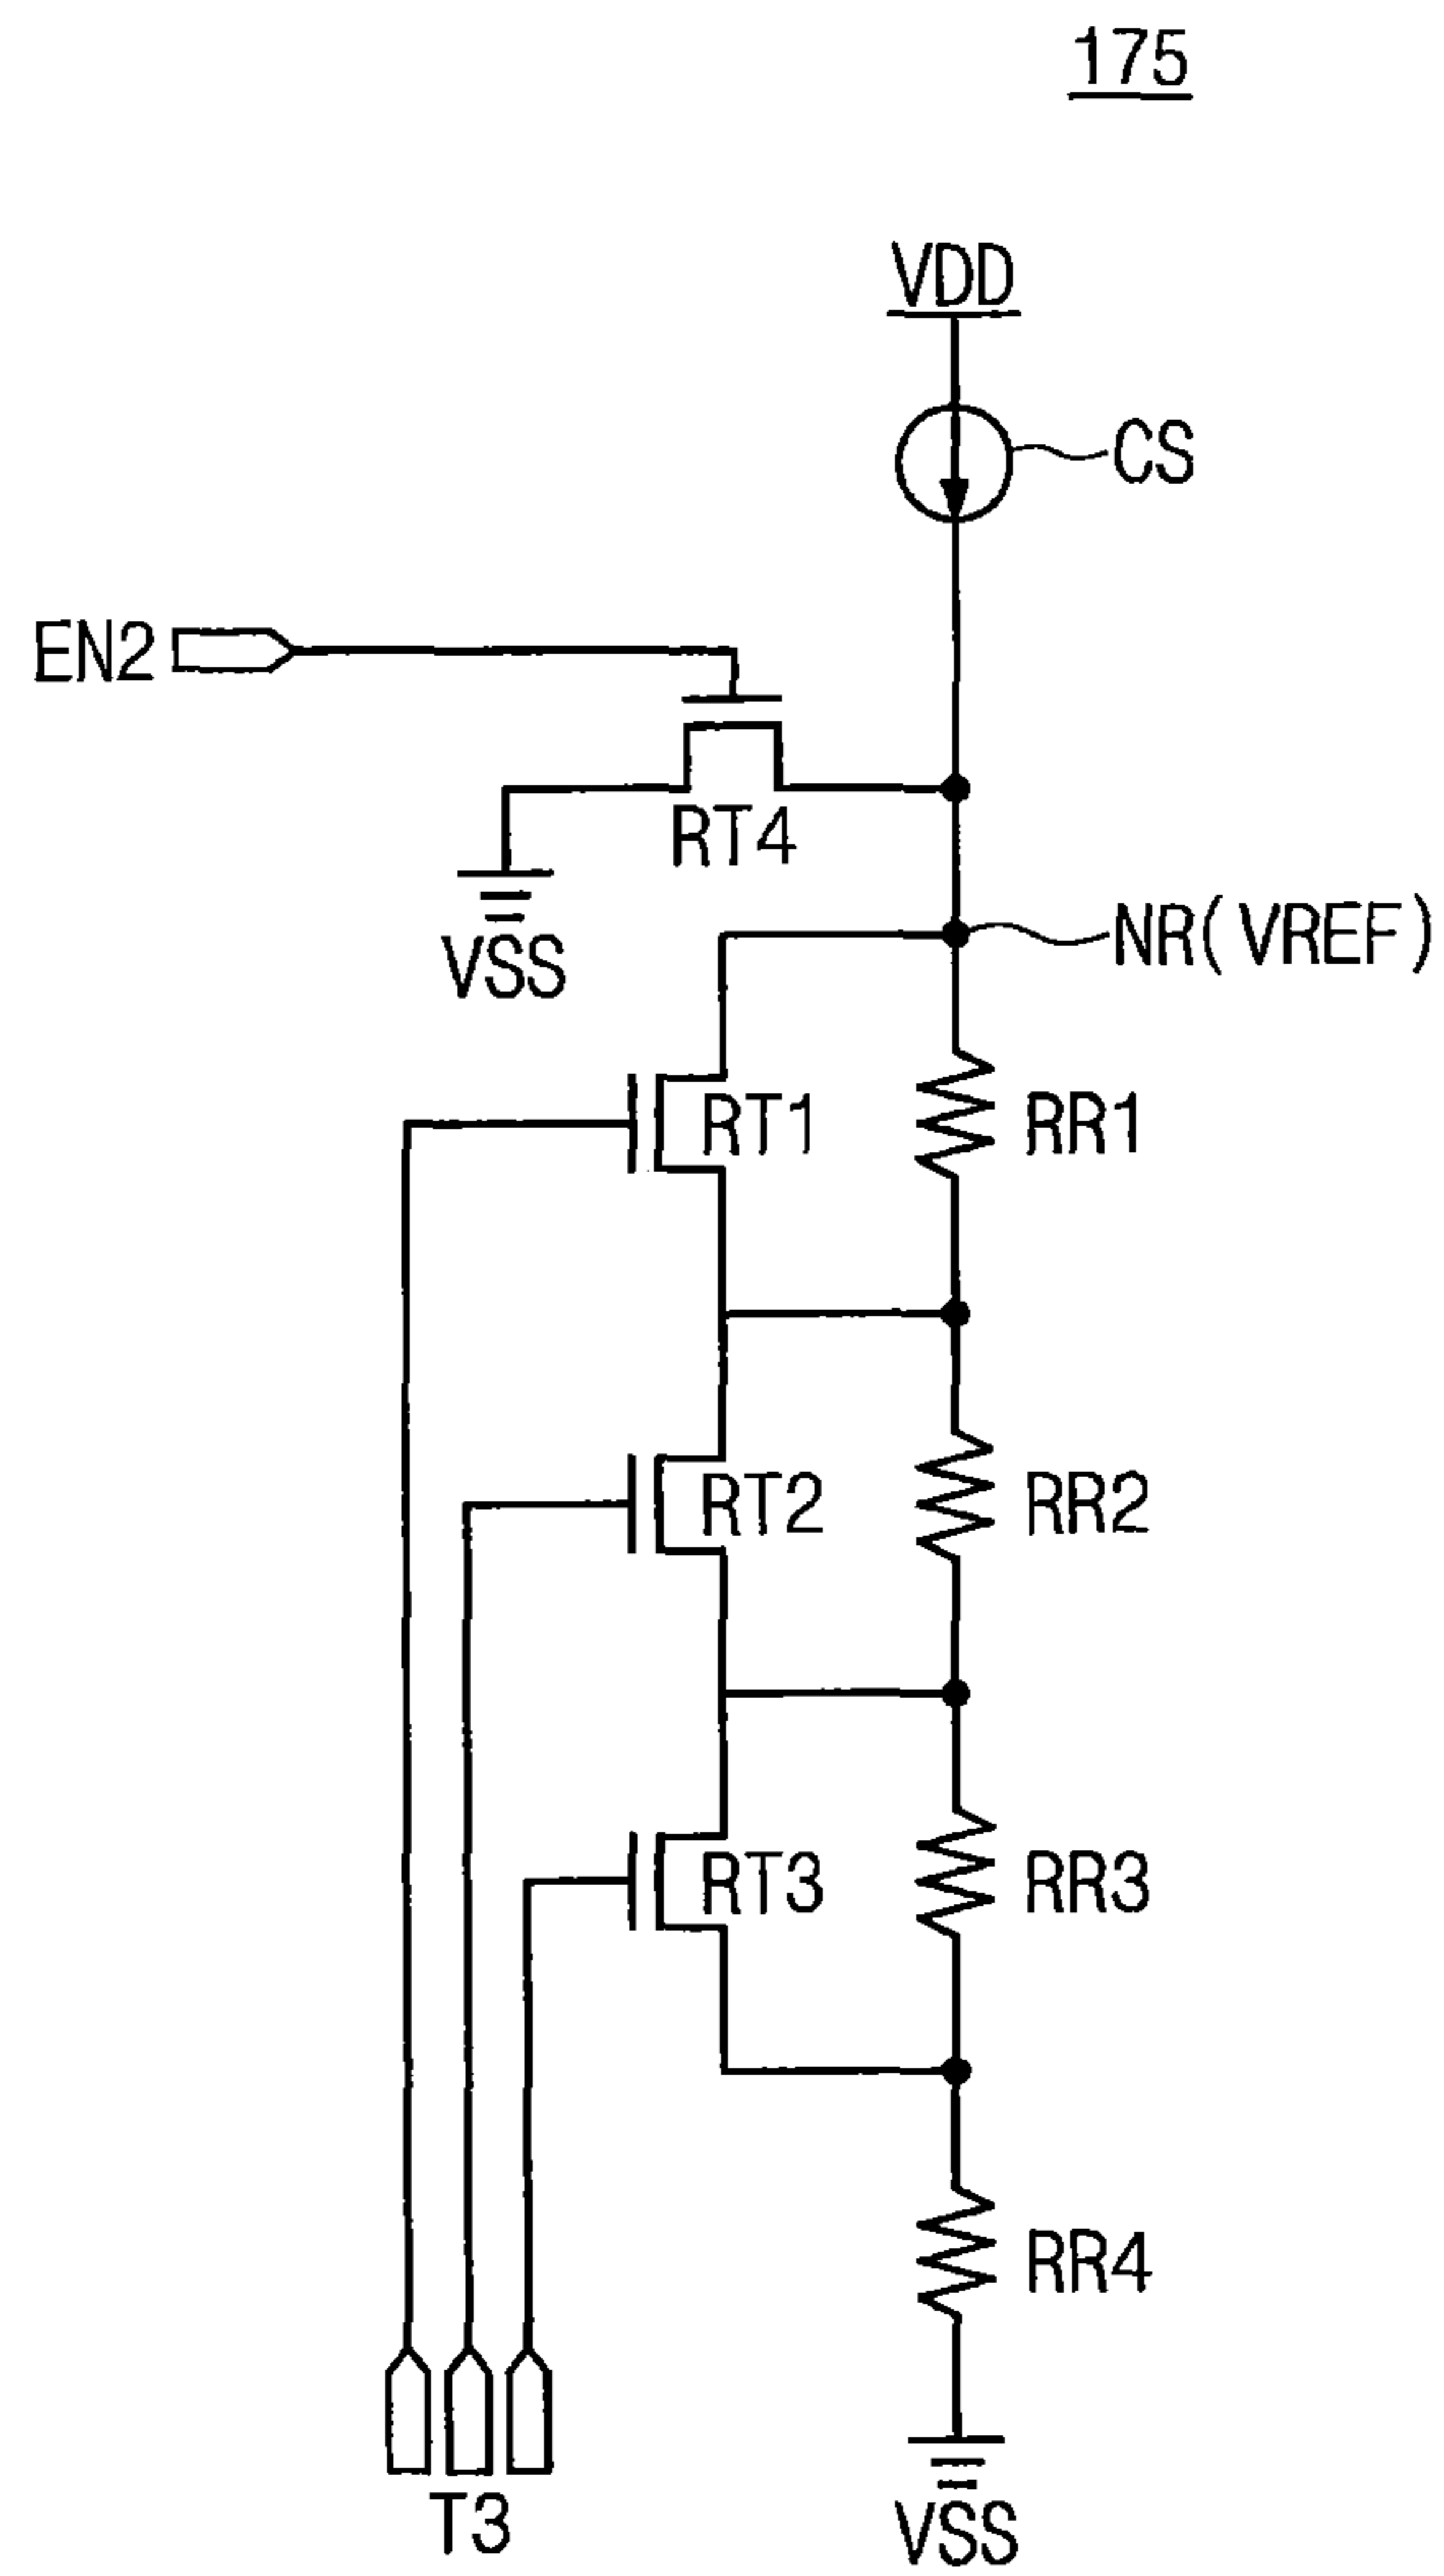 175
VDD
CS
EN2
RT4
VSS
NR(VREF)
RT1
RR1
RT2
RR2
RT3
RR3
RR4
T3
VSS